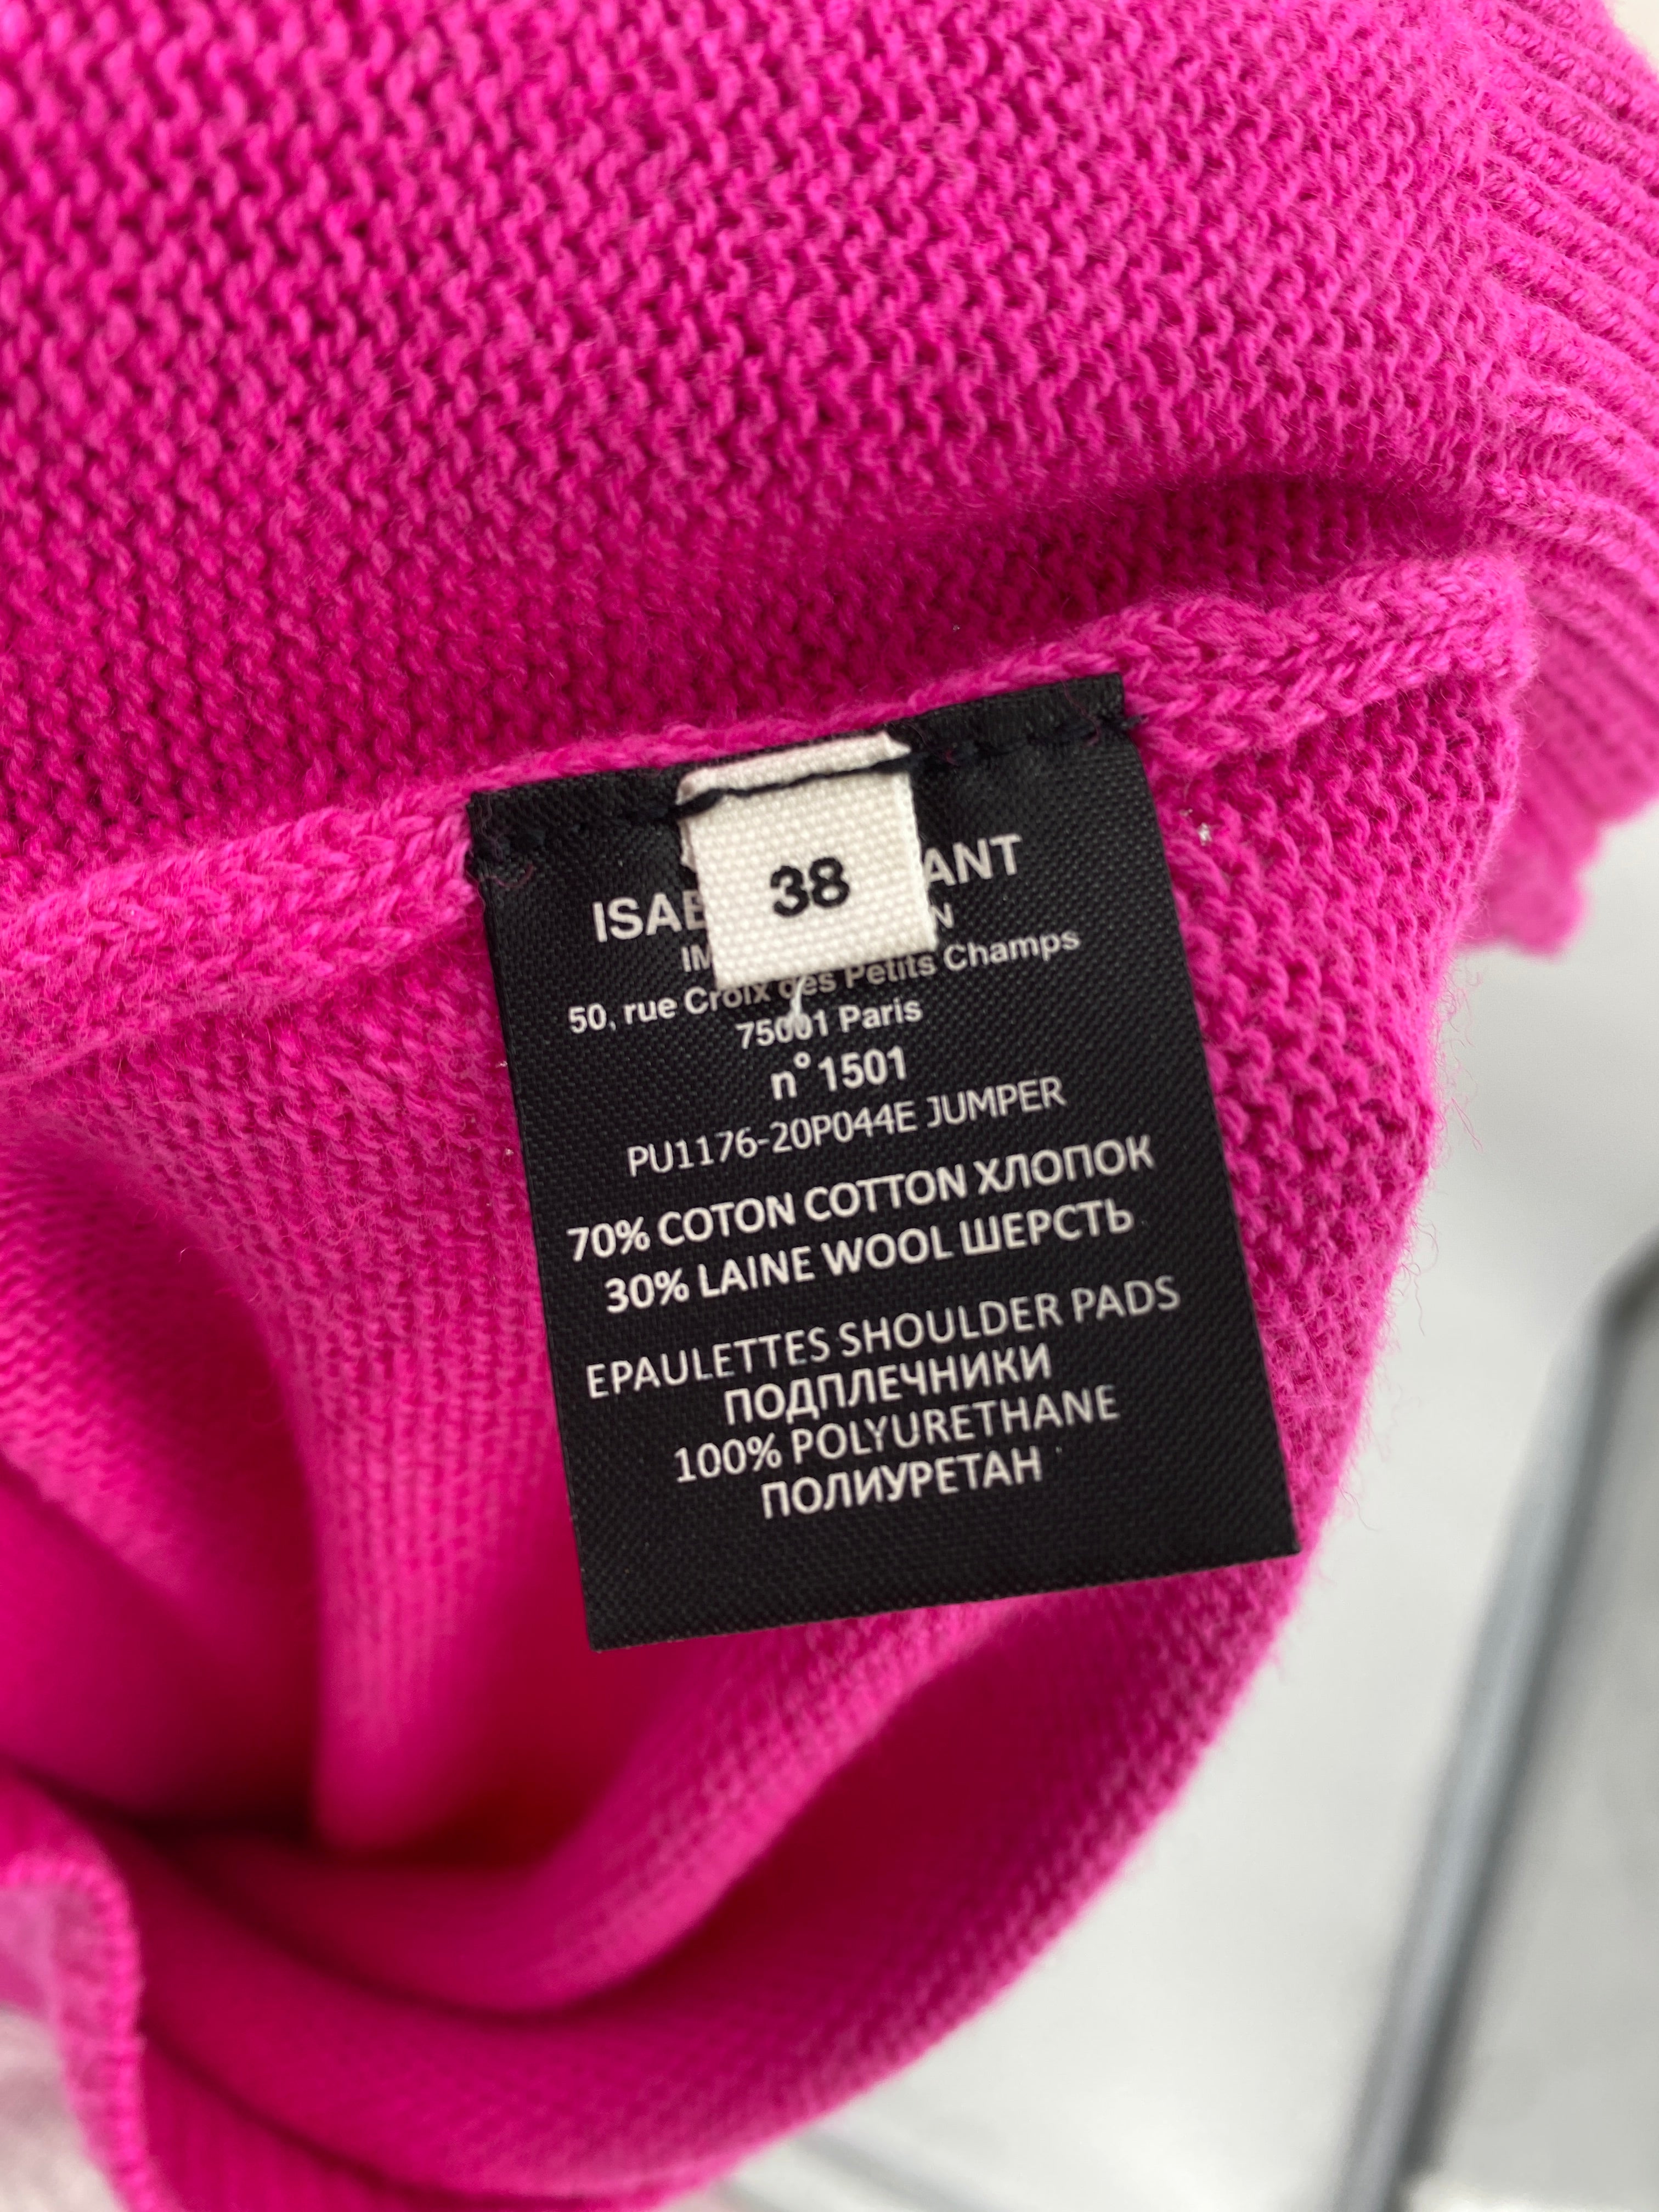 38
ISAB ANT
IM N
50, rue Croix des Petits Champs
75001 Paris
n°1501
PU1176-20P044E JUMPER
70% COTON COTTON ХЛОПОК
30% LAINE WOOL ШЕРСТЬ
EPAULETTES SHOULDER PADS
ПОДПЛЕЧНИКИ
100% POLYURETHANE
ПОЛИУРЕТАН